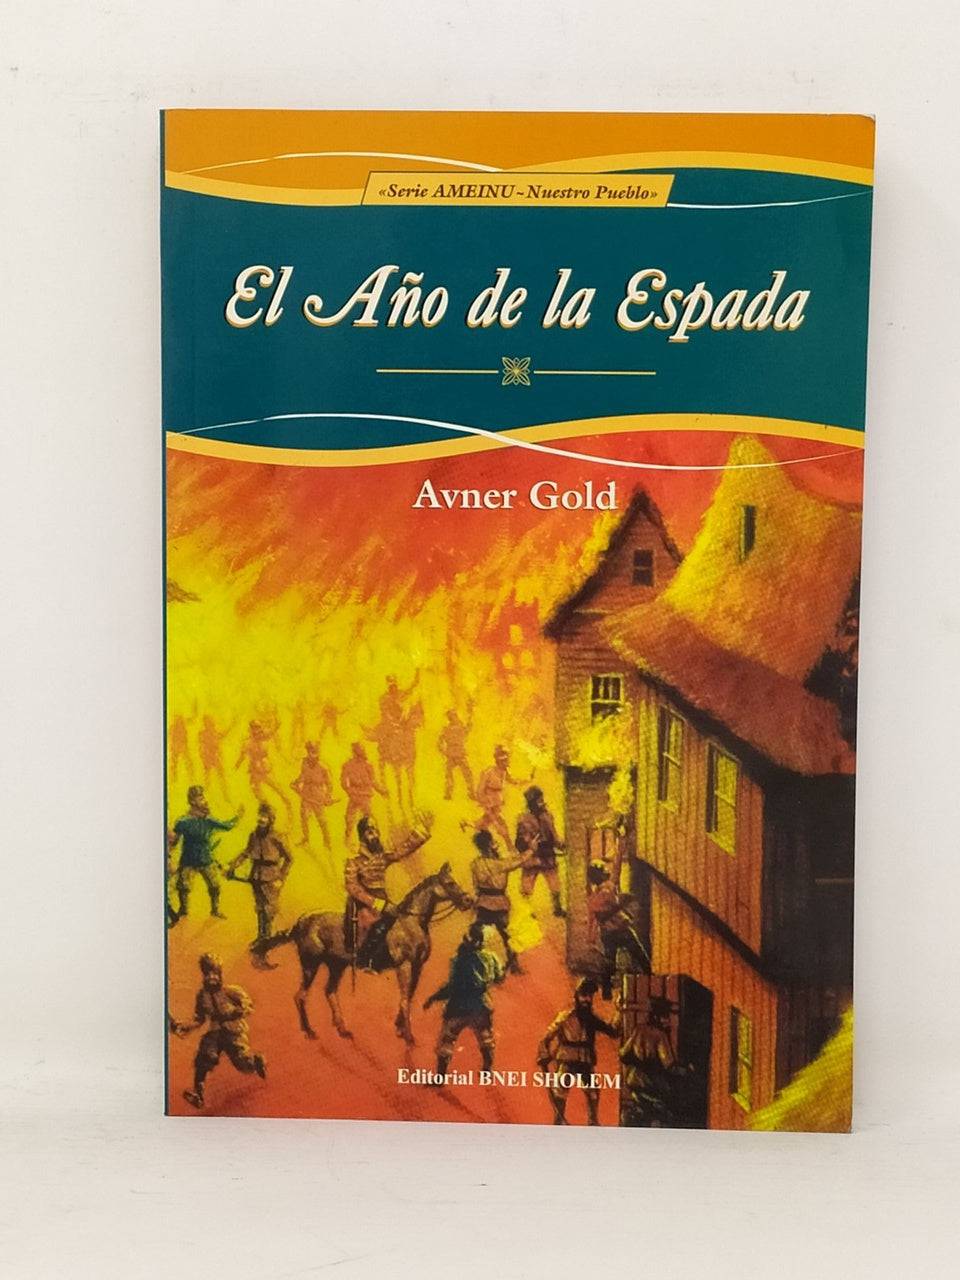 «Serie AMEINU~Nuestro Pueblo»
El Año de la Espada
Avner Gold
Editorial BNEI SHOLEM